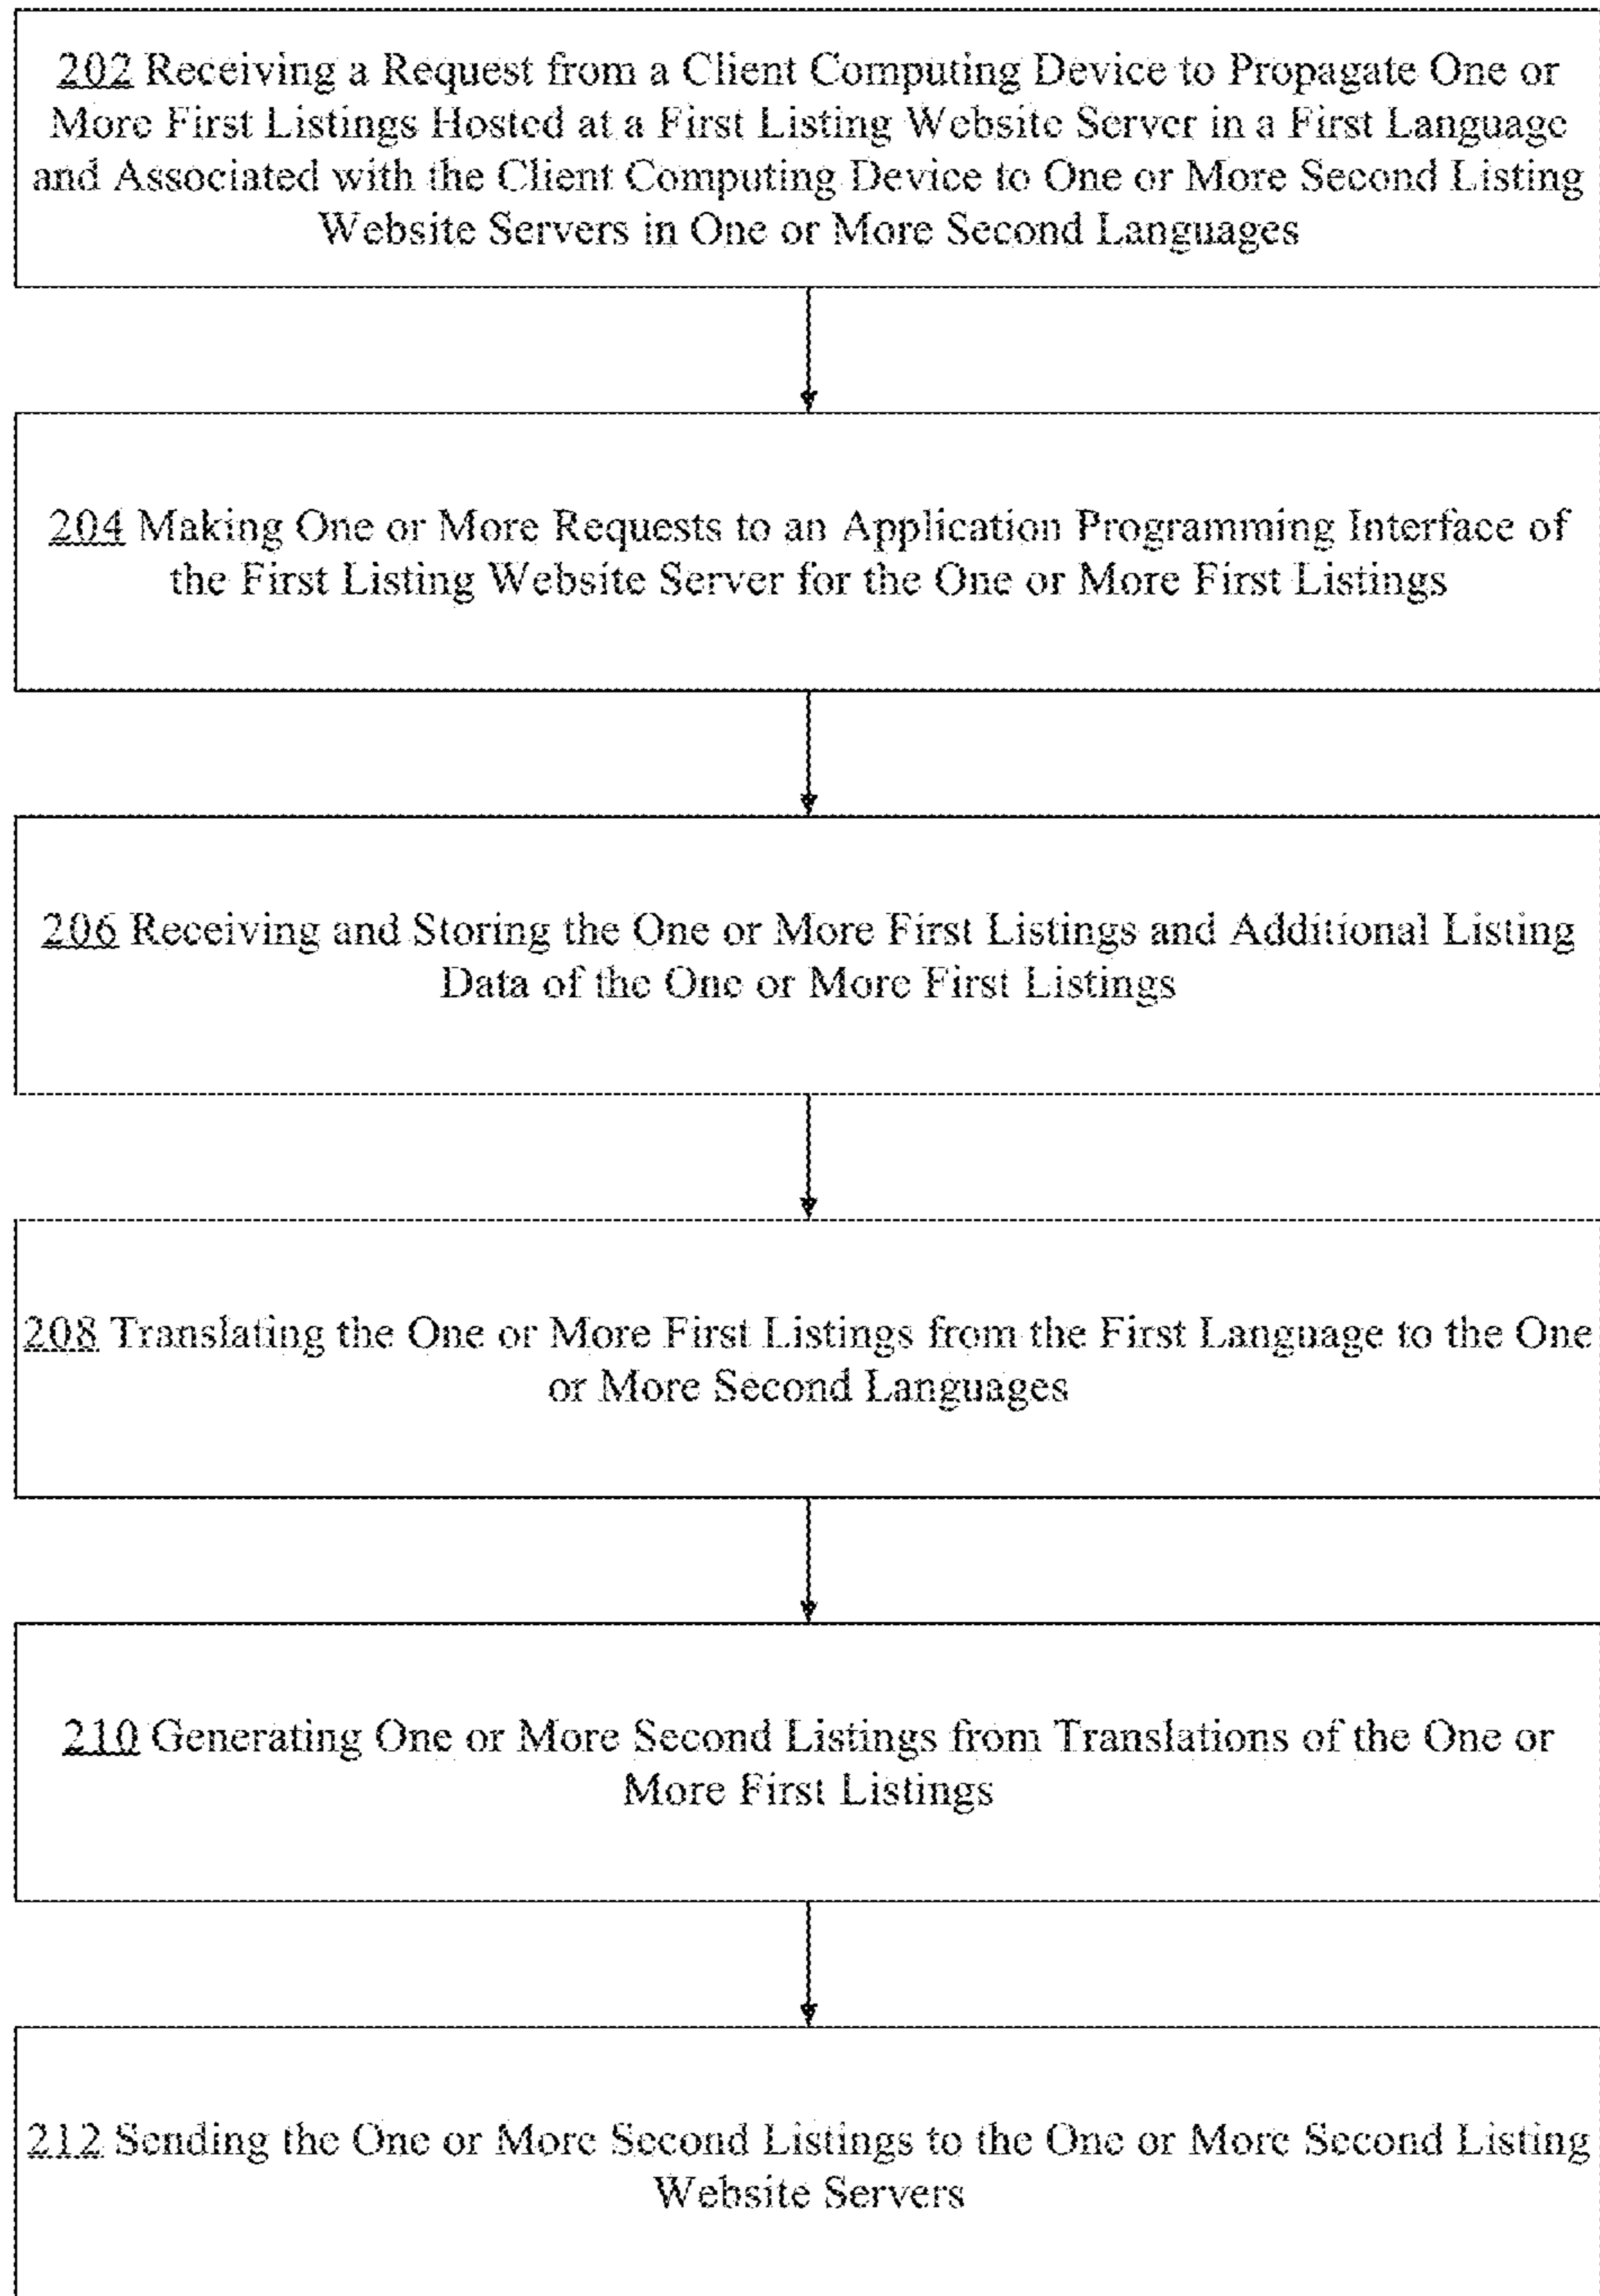 202 Receiving a Request from a Client Computing Device to Propagate One or
More First Listings Hosted at a First Listing Website Server in a First Language
and Associated with the Client Computing Device to One or More Second Listing
Website Servers in One or More Second Languages
204 Making One or More Requests to an Application Programming Interface of
the First Listing Website Server for the One or More First Listings
206 Receiving and Storing the One or More First Listings and Additional Listing
Data of the One or More First Listings
208 Translating the One or More First Listings from the First Language to the One
or More Second Languages
210 Generating One or More Second Listings from Translations of the One or
More First Listings
212 Sending the One or More Second Listings to the One or More Second Listing
Website Servers